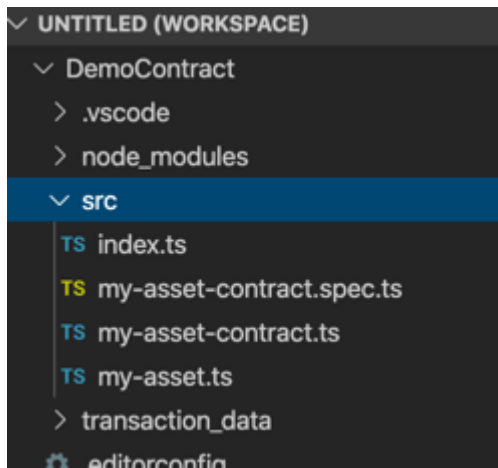 UNTITLED (WORKSPACE)
DemoContract
.vscode
node_modules
src
TS index.ts
TS my-asset-contract.spec.ts
TS my-asset-contract.ts
TS my-asset.ts
transaction_data
.editorconfig